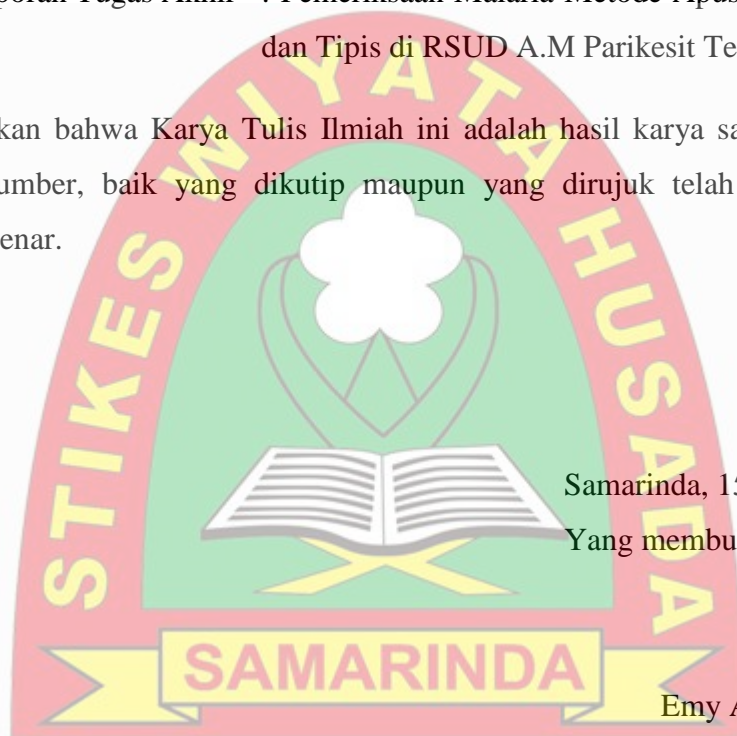 dan Tipis di RSUD A.M Parikesit Te
kan bahwa Karya Tulis Ilmiah ini adalah hasil karya sa
umber, baik yang dikutip maupun yang dirujuk telah
enar.
STIKES WIYATA HUSADA
Samarinda, 15
Yang membu
SAMARINDA
Emy A